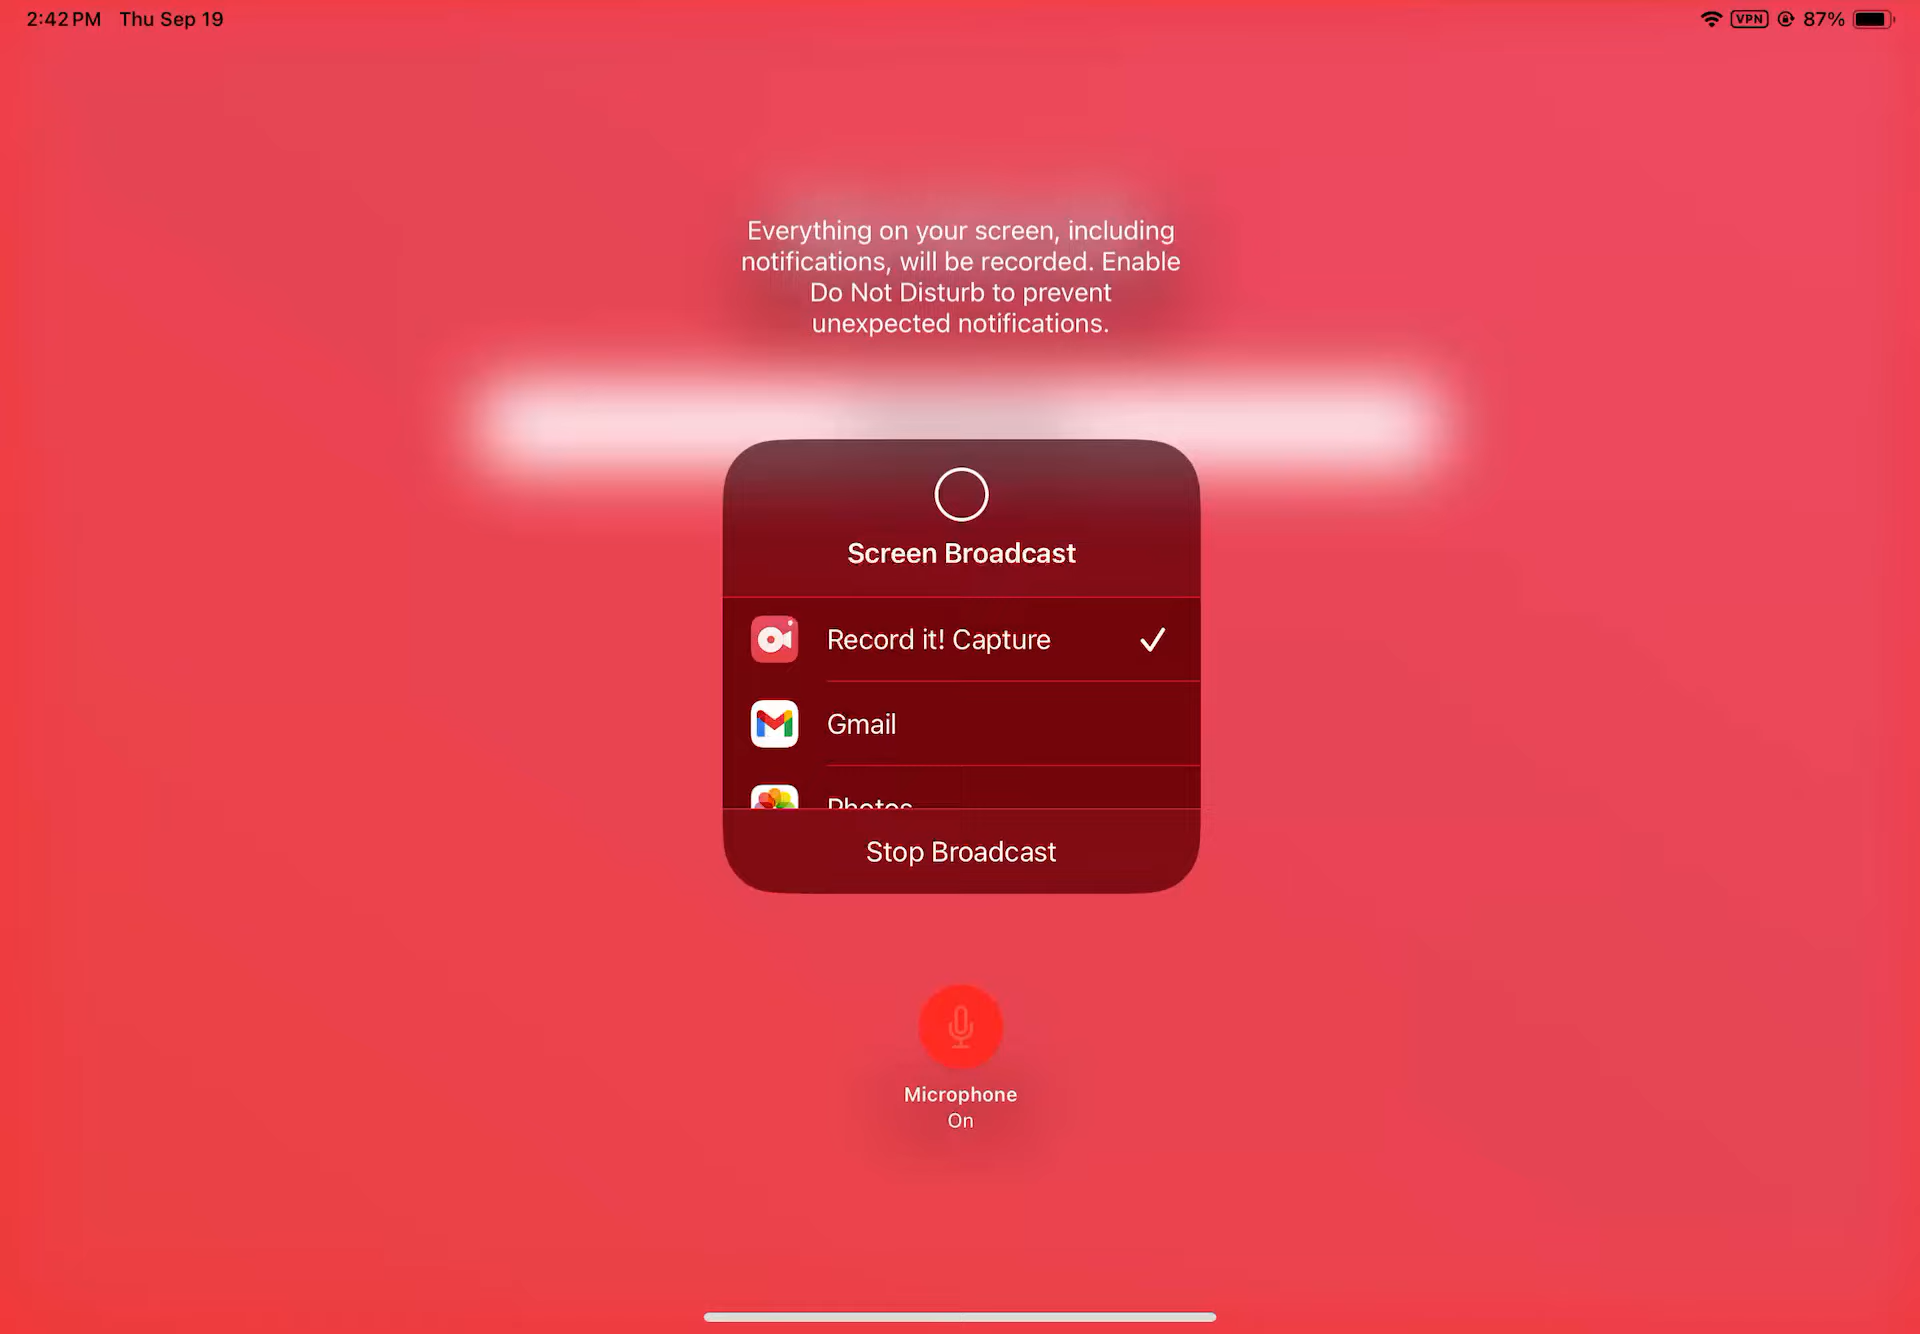 2:42 PM Thu Sep 19
VPN 87%
Everything on your screen, including
notifications, will be recorded. Enable
Do Not Disturb to prevent
unexpected notifications.
Screen Broadcast
Record it! Capture
Gmail
Photos
Stop Broadcast
Microphone
On